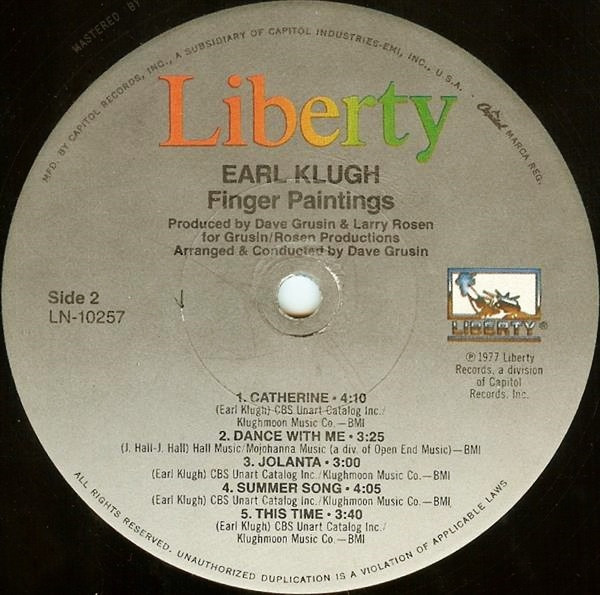 MASTERED BY
MFD. BY CAPITOL RECORDS, INC., A SUBSIDIARY OF CAPITOL INDUSTRIES-EMI, INC., U.S.A. Capitol MARCA REG.
Liberty
EARL KLUGH
Finger Paintings
Produced by Dave Grusin & Larry Rosen
for Grusin/Rosen Productions
Arranged & Conducted by Dave Grusin
Side 2
LN-10257
LIBERTY®
℗ 1977 Liberty
Records, a division
of Capitol
Records, Inc.
1. CATHERINE • 4:10
(Earl Klugh) CBS Unart Catalog Inc./
Klughmoon Music Co.—BMI
2. DANCE WITH ME • 3:25
(J. Hall-J. Hall) Hall Music/Mojohanna Music (a div. of Open End Music)—BMI
3. JOLANTA • 3:00
(Earl Klugh) CBS Unart Catalog Inc./Klughmoon Music Co.—BMI
4. SUMMER SONG • 4:05
(Earl Klugh) CBS Unart Catalog Inc./Klughmoon Music Co.—BMI
5. THIS TIME • 3:40
(Earl Klugh) CBS Unart Catalog Inc./
Klughmoon Music Co.—BMI
ALL RIGHTS RESERVED. UNAUTHORIZED DUPLICATION IS A VIOLATION OF APPLICABLE LAWS